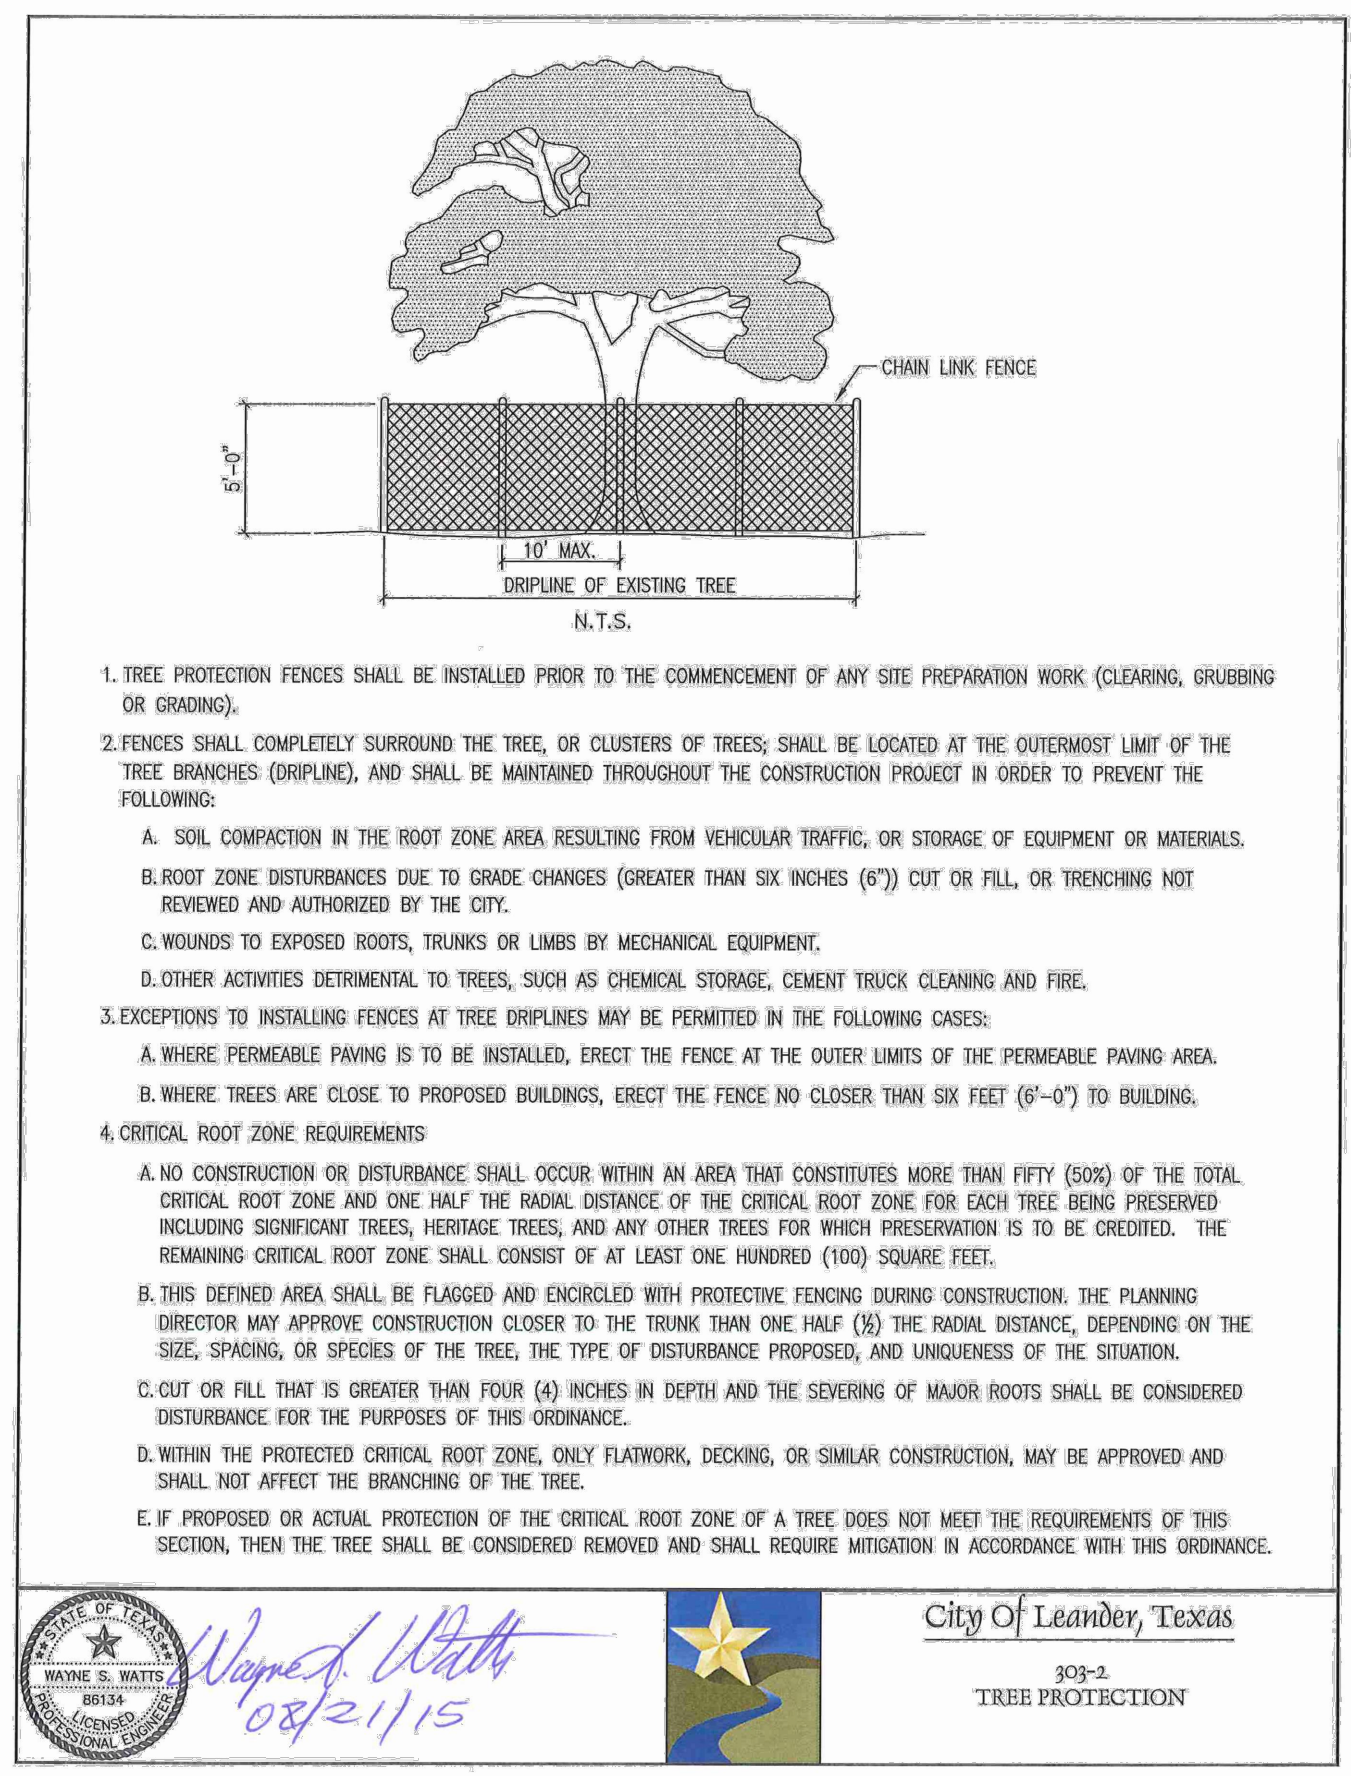 CHAIN LINK FENCE
5'-0"
10' MAX.
DRIPLINE OF EXISTING TREE
N.T.S.
1. TREE PROTECTION FENCES SHALL BE INSTALLED PRIOR TO THE COMMENCEMENT OF ANY SITE PREPARATION WORK (CLEARING, GRUBBING
OR GRADING).
2. FENCES SHALL COMPLETELY SURROUND THE TREE, OR CLUSTERS OF TREES; SHALL BE LOCATED AT THE OUTERMOST LIMIT OF THE
TREE BRANCHES (DRIPLINE), AND SHALL BE MAINTAINED THROUGHOUT THE CONSTRUCTION PROJECT IN ORDER TO PREVENT THE
FOLLOWING:
A. SOIL COMPACTION IN THE ROOT ZONE AREA RESULTING FROM VEHICULAR TRAFFIC, OR STORAGE OF EQUIPMENT OR MATERIALS.
B. ROOT ZONE DISTURBANCES DUE TO GRADE CHANGES (GREATER THAN SIX INCHES (6")) CUT OR FILL, OR TRENCHING NOT
REVIEWED AND AUTHORIZED BY THE CITY.
C. WOUNDS TO EXPOSED ROOTS, TRUNKS OR LIMBS BY MECHANICAL EQUIPMENT.
D. OTHER ACTIVITIES DETRIMENTAL TO TREES, SUCH AS CHEMICAL STORAGE, CEMENT TRUCK CLEANING AND FIRE.
3. EXCEPTIONS TO INSTALLING FENCES AT TREE DRIPLINES MAY BE PERMITTED IN THE FOLLOWING CASES:
A. WHERE PERMEABLE PAVING IS TO BE INSTALLED, ERECT THE FENCE AT THE OUTER LIMITS OF THE PERMEABLE PAVING AREA.
B. WHERE TREES ARE CLOSE TO PROPOSED BUILDINGS, ERECT THE FENCE NO CLOSER THAN SIX FEET (6'-0") TO BUILDING.
4. CRITICAL ROOT ZONE REQUIREMENTS
A. NO CONSTRUCTION OR DISTURBANCE SHALL OCCUR WITHIN AN AREA THAT CONSTITUTES MORE THAN FIFTY (50%) OF THE TOTAL
CRITICAL ROOT ZONE AND ONE HALF THE RADIAL DISTANCE OF THE CRITICAL ROOT ZONE FOR EACH TREE BEING PRESERVED
INCLUDING SIGNIFICANT TREES, HERITAGE TREES, AND ANY OTHER TREES FOR WHICH PRESERVATION IS TO BE CREDITED. THE
REMAINING CRITICAL ROOT ZONE SHALL CONSIST OF AT LEAST ONE HUNDRED (100) SQUARE FEET.
B. THIS DEFINED AREA SHALL BE FLAGGED AND ENCIRCLED WITH PROTECTIVE FENCING DURING CONSTRUCTION. THE PLANNING
DIRECTOR MAY APPROVE CONSTRUCTION CLOSER TO THE TRUNK THAN ONE HALF (½) THE RADIAL DISTANCE, DEPENDING ON THE
SIZE, SPACING, OR SPECIES OF THE TREE, THE TYPE OF DISTURBANCE PROPOSED, AND UNIQUENESS OF THE SITUATION.
C. CUT OR FILL THAT IS GREATER THAN FOUR (4) INCHES IN DEPTH AND THE SEVERING OF MAJOR ROOTS SHALL BE CONSIDERED
DISTURBANCE FOR THE PURPOSES OF THIS ORDINANCE.
D. WITHIN THE PROTECTED CRITICAL ROOT ZONE, ONLY FLATWORK, DECKING, OR SIMILAR CONSTRUCTION, MAY BE APPROVED AND
SHALL NOT AFFECT THE BRANCHING OF THE TREE.
E. IF PROPOSED OR ACTUAL PROTECTION OF THE CRITICAL ROOT ZONE OF A TREE DOES NOT MEET THE REQUIREMENTS OF THIS
SECTION, THEN THE TREE SHALL BE CONSIDERED REMOVED AND SHALL REQUIRE MITIGATION IN ACCORDANCE WITH THIS ORDINANCE.
STATE OF TEXAS
WAYNE S. WATTS
86134
LICENSED
PROFESSIONAL ENGINEER
Wayne S. Watts
08/21/15
City Of Leander, Texas
303-2
TREE PROTECTION